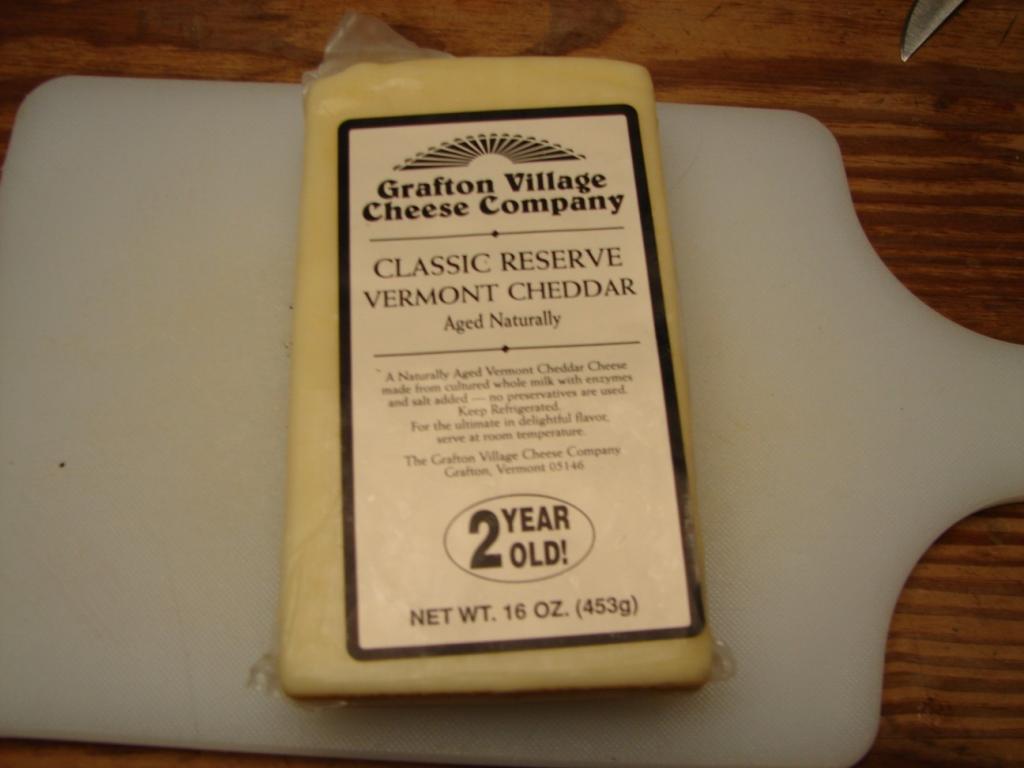 Grafton Village
Cheese Company
CLASSIC RESERVE
VERMONT CHEDDAR
Aged Naturally
A Naturally Aged Vermont Cheddar Cheese
made from cultured whole milk with enzymes
and salt added — no preservatives are used.
Keep Refrigerated.
For the ultimate in delightful flavor,
serve at room temperature.
The Grafton Village Cheese Company
Grafton, Vermont 05146
2 YEAR
OLD!
NET WT. 16 OZ. (453g)